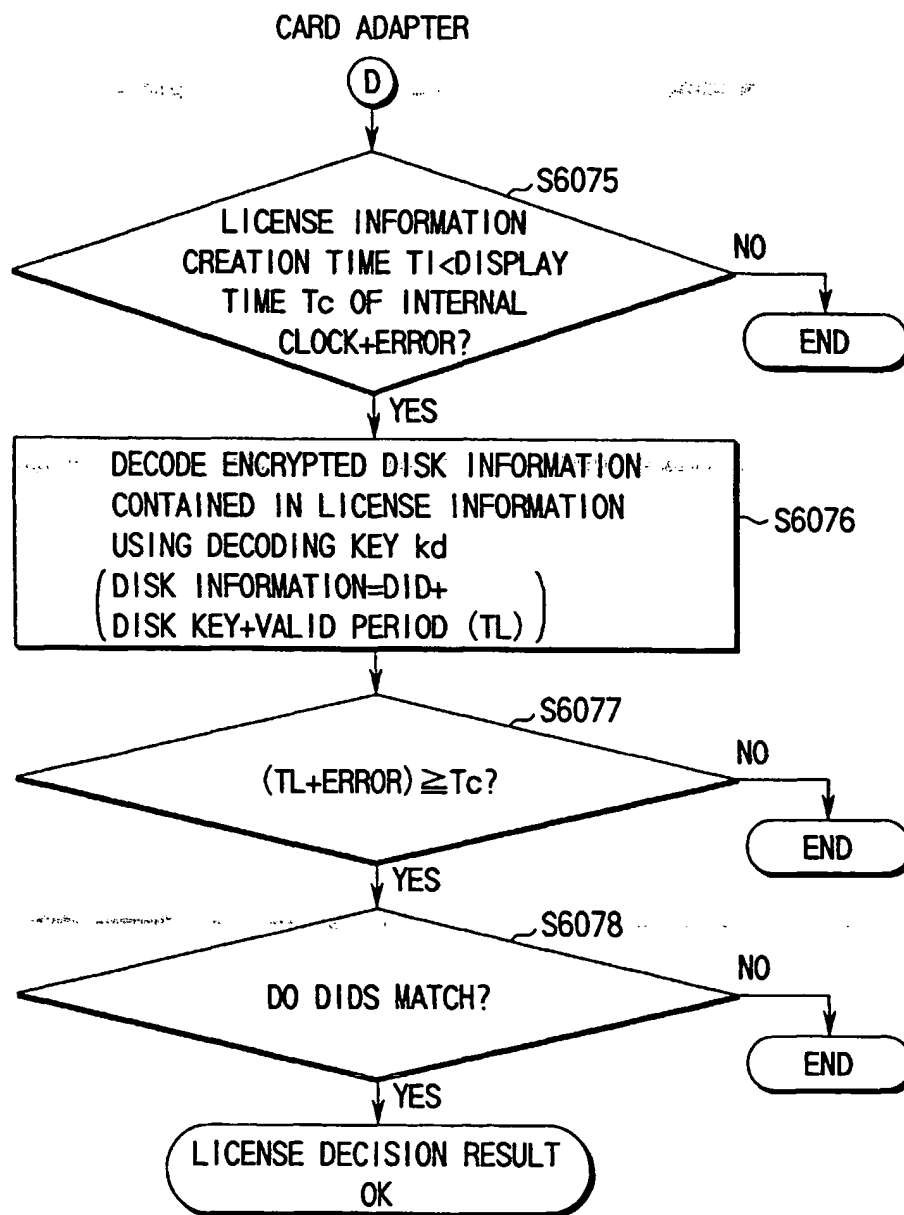 CARD ADAPTER
D
S6075
LICENSE INFORMATION
CREATION TIME TI<DISPLAY
TIME Tc OF INTERNAL
CLOCK+ERROR?
NO
END
YES
DECODE ENCRYPTED DISK INFORMATION
CONTAINED IN LICENSE INFORMATION
USING DECODING KEY kd
(DISK INFORMATION=DID+
DISK KEY+VALID PERIOD (TL))
S6076
S6077
(TL+ERROR)≧Tc?
NO
END
YES
S6078
DO DIDS MATCH?
NO
END
YES
LICENSE DECISION RESULT
OK